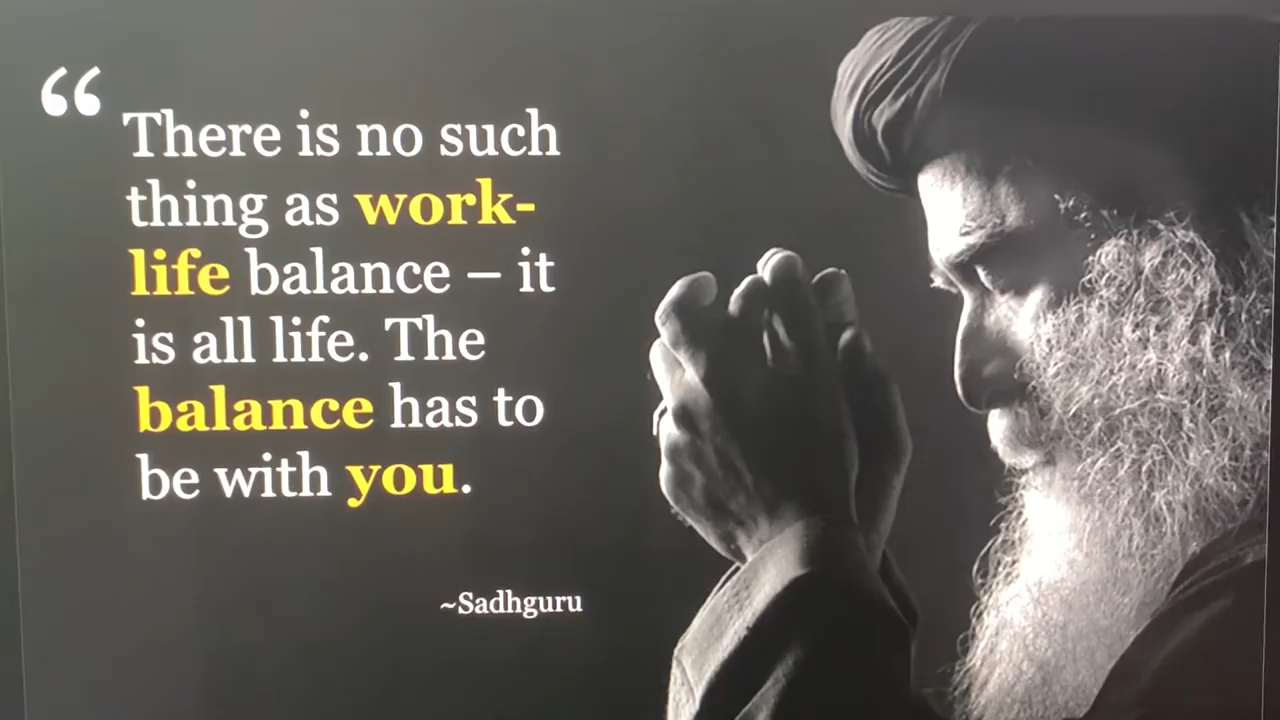 “
There is no such
thing as work-
life balance – it
is all life. The
balance has to
be with you.
~Sadhguru